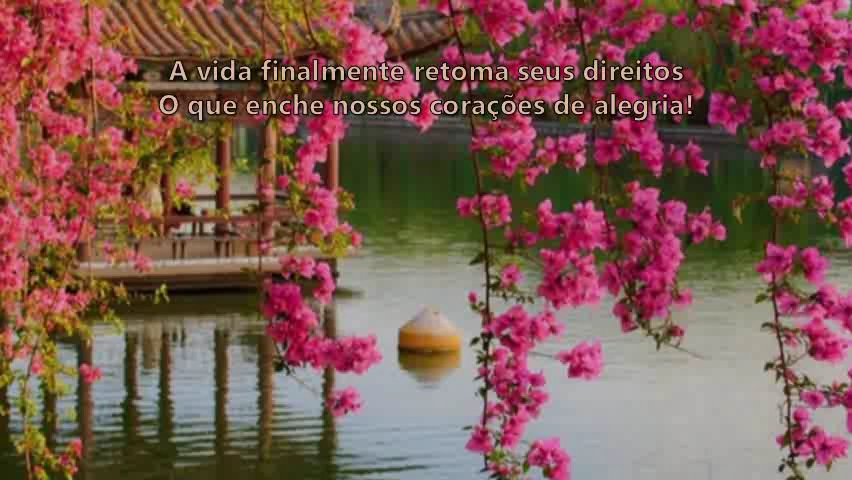 A vida finalmente retoma seus direitos
O que enche nossos corações de alegria!